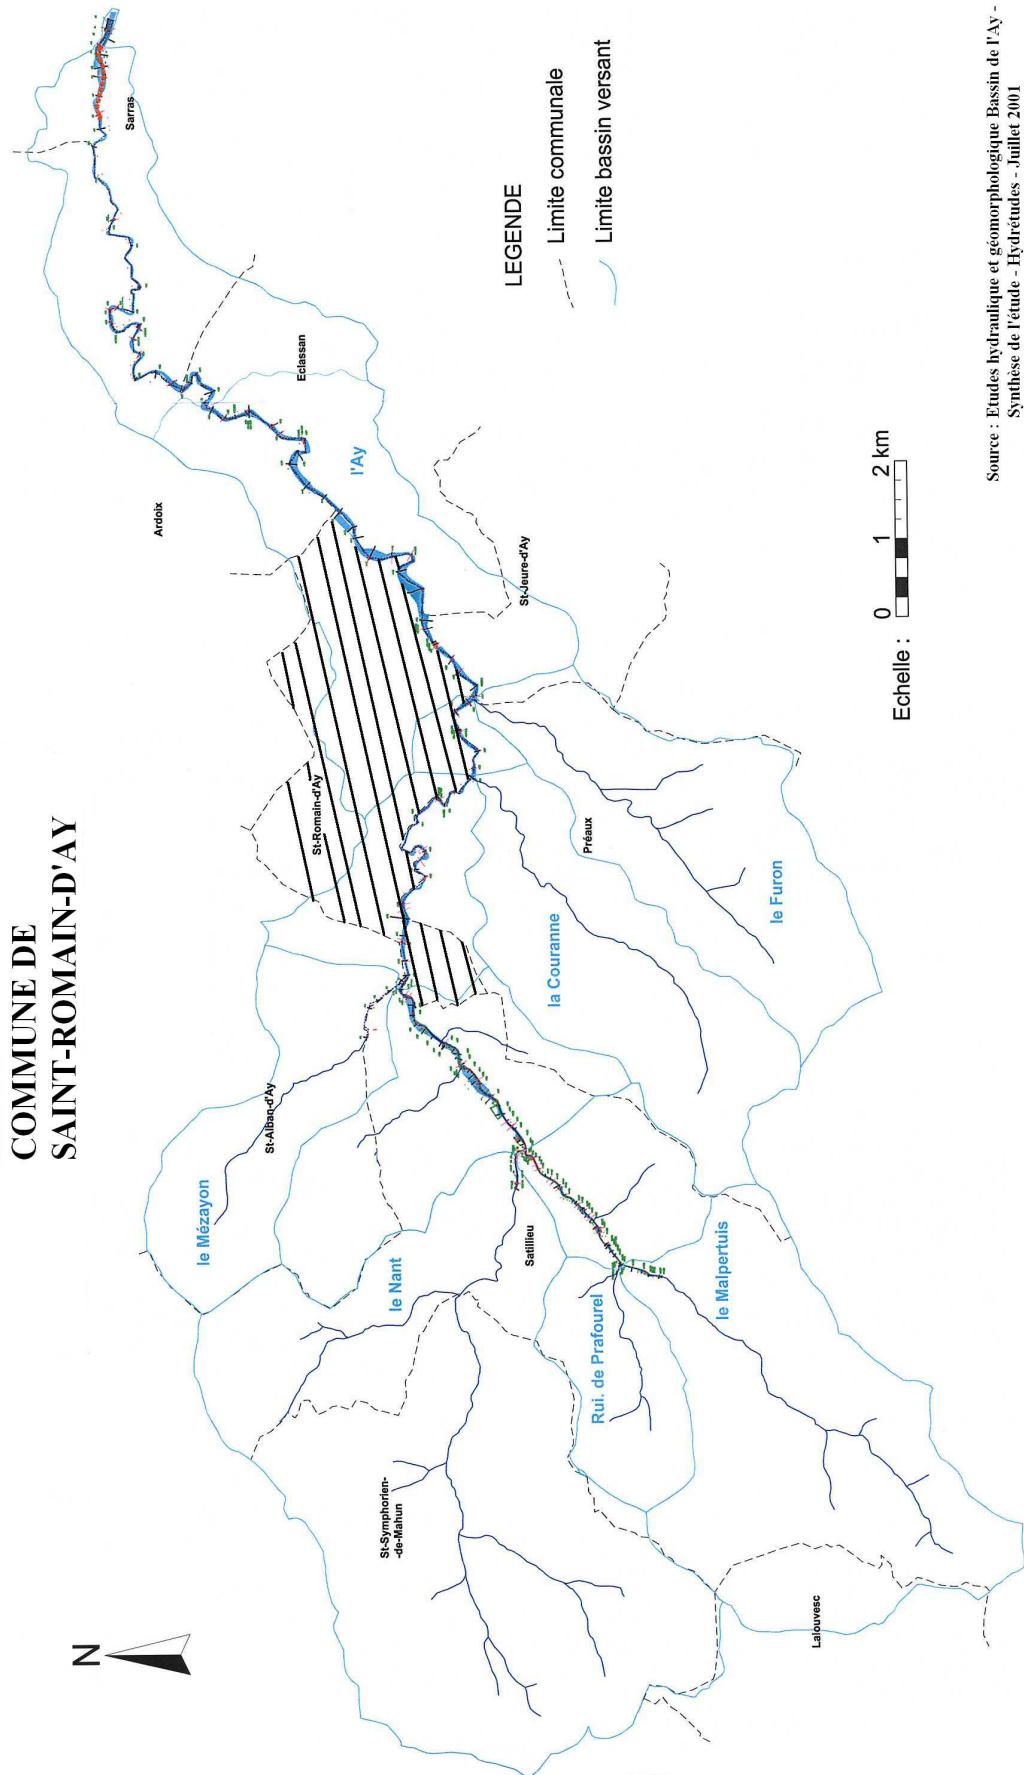 COMMUNE DE
SAINT-ROMAIN-D'AY
N
Sarras
Ardoix
Eclassan
l'Ay
St-Jeure-d'Ay
St-Romain-d'Ay
St-Alban-d'Ay
le Mézayon
le Nant
Satillieu
Rui. de Prafourel
le Malpertuis
la Couranne
Préaux
le Furon
St-Symphorien-
-de-Mahun
Lalouvesc
LEGENDE
Limite communale
Limite bassin versant
Echelle :
0 1 2 km
Source : Etudes hydraulique et géomorphologique Bassin de l'Ay -
Synthèse de l'étude - Hydrétudes - Juillet 2001